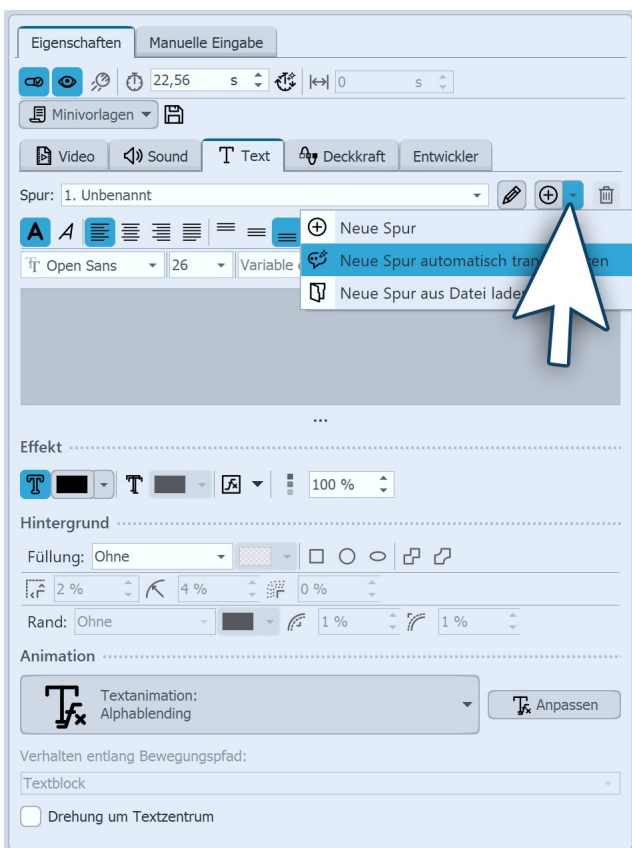 Eigenschaften Manuelle Eingabe
22,56 s 0 s
Minivorlagen
Video Sound Text Deckkraft Entwickler
Spur: 1. Unbenannt
Neue Spur
A A
Neue Spur automatisch
Open Sans 26 Variable
Neue Spur aus Datei
...
Effekt
100 %
Hintergrund
Füllung: Ohne
2 % 4 % 0 %
Rand: Ohne 1 % 1 %
Animation
Textanimation:
Alphablending
Anpassen
Verhalten entlang Bewegungspfad:
Textblock
Drehung um Textzentrum